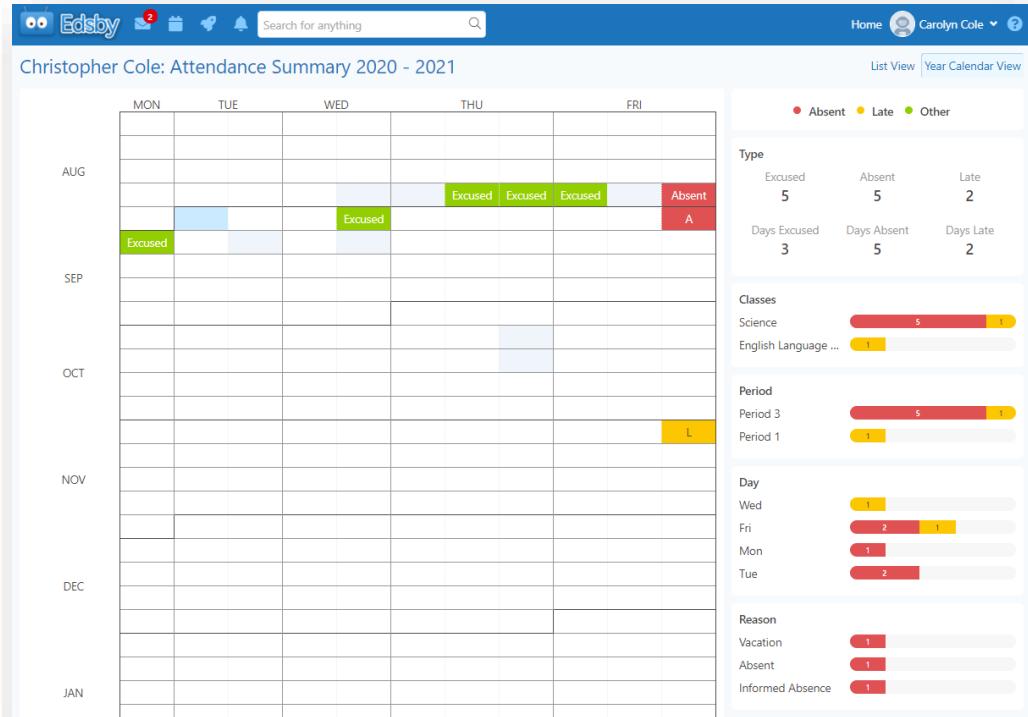 Edsby 2 Search for anything Home Carolyn Cole ?
Christopher Cole: Attendance Summary 2020 - 2021
List View Year Calendar View
MON TUE WED THU FRI
AUG
Excused Excused Excused Absent
Excused A
Excused
SEP
OCT
L
NOV
DEC
JAN
Absent Late Other
Type
Excused Absent Late
5 5 2
Days Excused Days Absent Days Late
3 5 2
Classes
Science 5 1
English Language ... 1
Period
Period 3 5 1
Period 1 1
Day
Wed 1
Fri 2 1
Mon 1
Tue 2
Reason
Vacation 1
Absent 1
Informed Absence 1